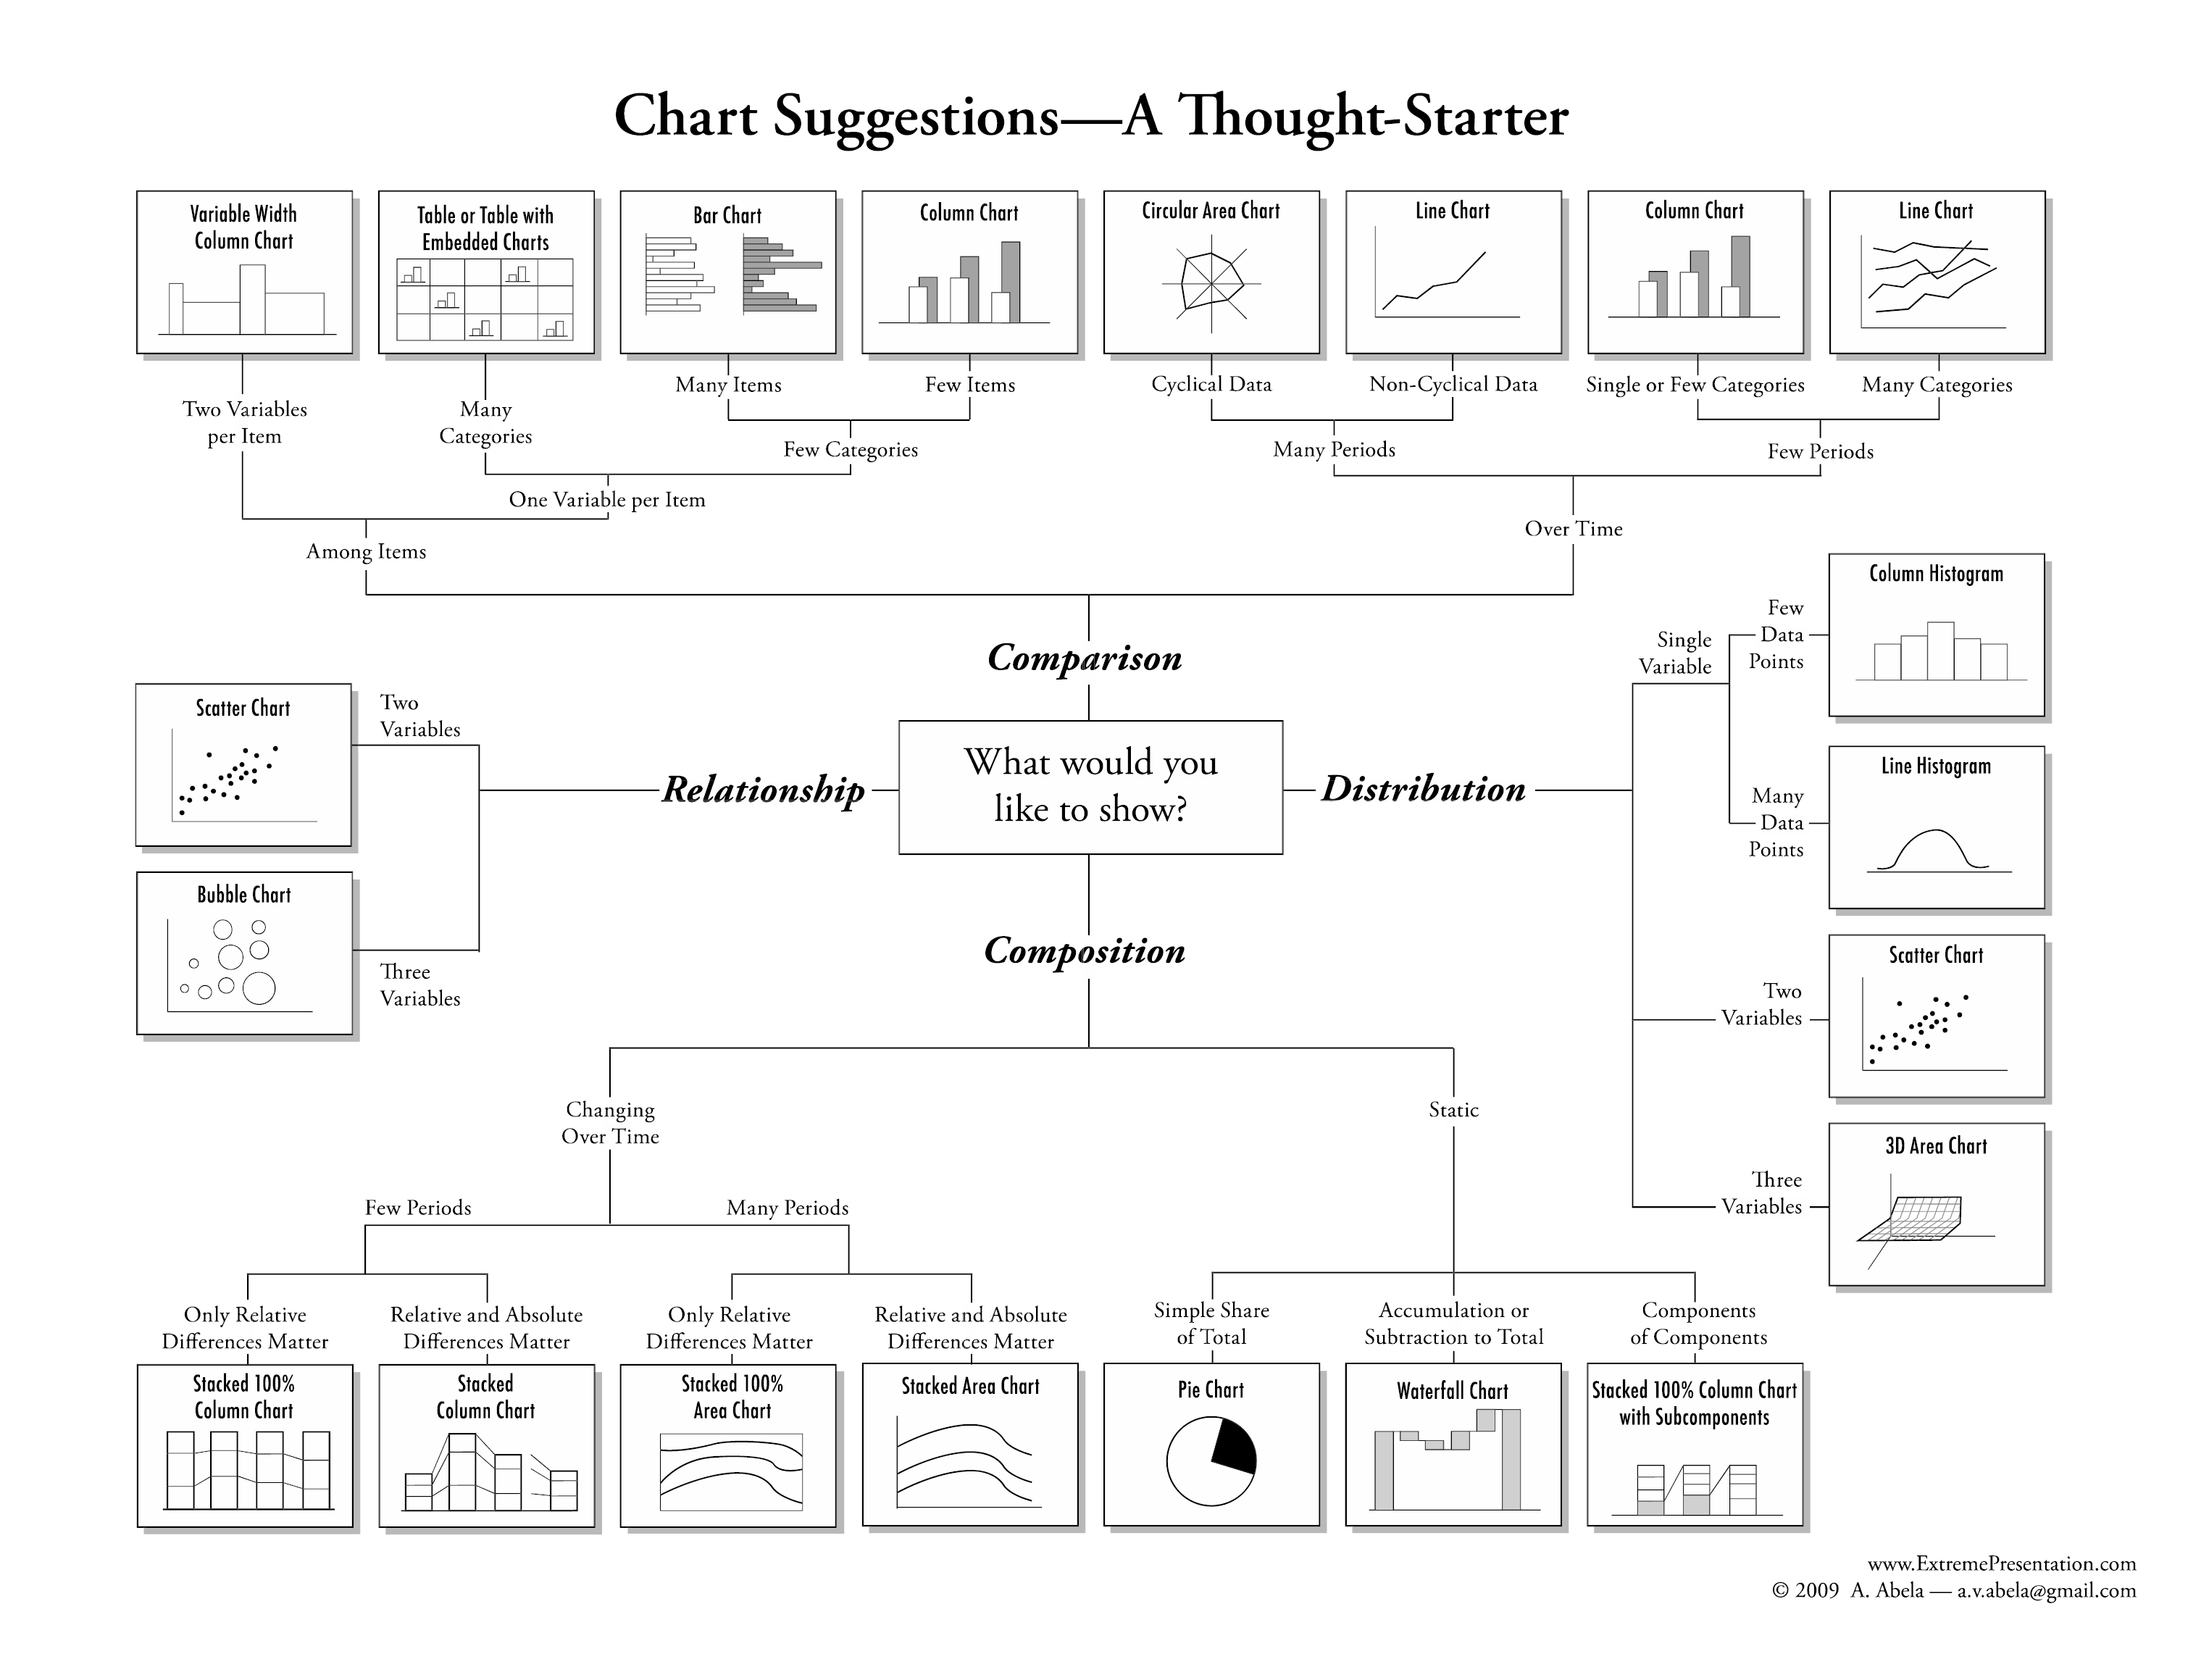 Chart Suggestions—A Thought-Starter
Variable Width
Column Chart
Table or Table with
Embedded Charts
Bar Chart
Column Chart
Circular Area Chart
Line Chart
Column Chart
Line Chart
Two Variables
per Item
Many
Categories
Many Items
Few Items
Cyclical Data
Non-Cyclical Data
Single or Few Categories
Many Categories
Few Categories
Many Periods
Few Periods
One Variable per Item
Among Items
Over Time
Comparison
What would you
like to show?
Relationship
Two
Variables
Scatter Chart
Three
Variables
Bubble Chart
Distribution
Single
Variable
Few
Data
Points
Column Histogram
Many
Data
Points
Line Histogram
Two
Variables
Scatter Chart
Three
Variables
3D Area Chart
Composition
Changing
Over Time
Static
Few Periods
Many Periods
Only Relative
Differences Matter
Relative and Absolute
Differences Matter
Only Relative
Differences Matter
Relative and Absolute
Differences Matter
Simple Share
of Total
Accumulation or
Subtraction to Total
Components
of Components
Stacked 100%
Column Chart
Stacked
Column Chart
Stacked 100%
Area Chart
Stacked Area Chart
Pie Chart
Waterfall Chart
Stacked 100% Column Chart
with Subcomponents
www.ExtremePresentation.com
© 2009 A. Abela — a.v.abela@gmail.com